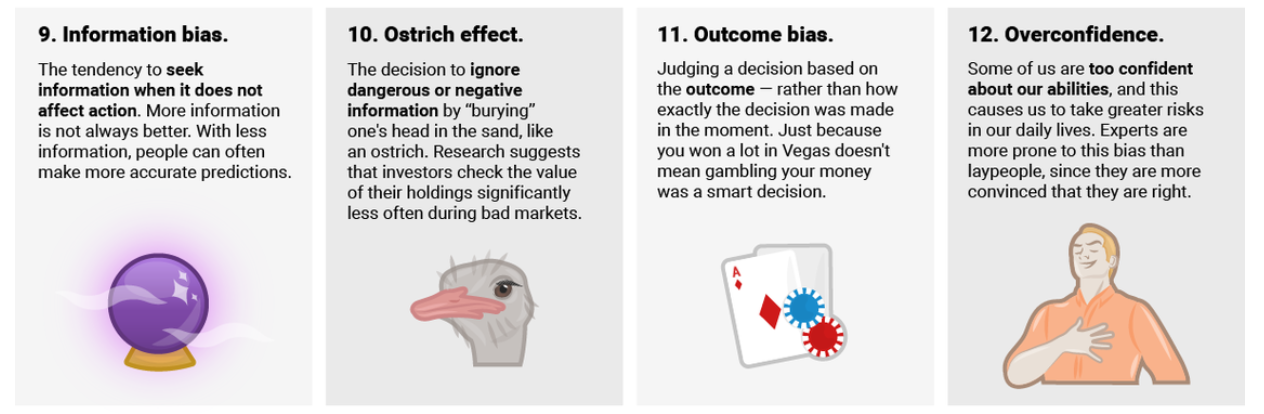 9. Information bias.
The tendency to seek
information when it does not
affect action. More information
is not always better. With less
information, people can often
make more accurate predictions.
10. Ostrich effect.
The decision to ignore
dangerous or negative
information by “burying”
one's head in the sand, like
an ostrich. Research suggests
that investors check the value
of their holdings significantly
less often during bad markets.
11. Outcome bias.
Judging a decision based on
the outcome — rather than how
exactly the decision was made
in the moment. Just because
you won a lot in Vegas doesn't
mean gambling your money
was a smart decision.
A
12. Overconfidence.
Some of us are too confident
about our abilities, and this
causes us to take greater risks
in our daily lives. Experts are
more prone to this bias than
laypeople, since they are more
convinced that they are right.